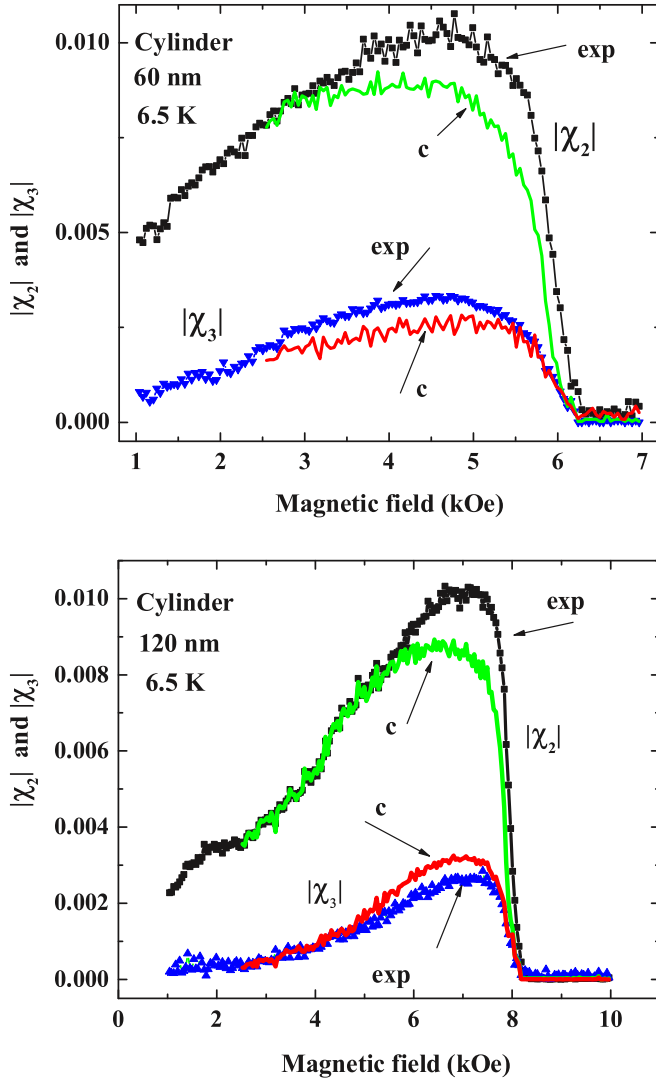 0.010
0.005
0.000
|χ₂| and |χ₃|
Cylinder
60 nm
6.5 K
exp
c
|χ₂|
exp
|χ₃|
c
1 2 3 4 5 6 7
Magnetic field (kOe)
0.010
0.008
0.006
0.004
0.002
0.000
|χ₂| and |χ₃|
Cylinder
120 nm
6.5 K
exp
c
|χ₂|
c
|χ₃|
exp
0 2 4 6 8 10
Magnetic field (kOe)